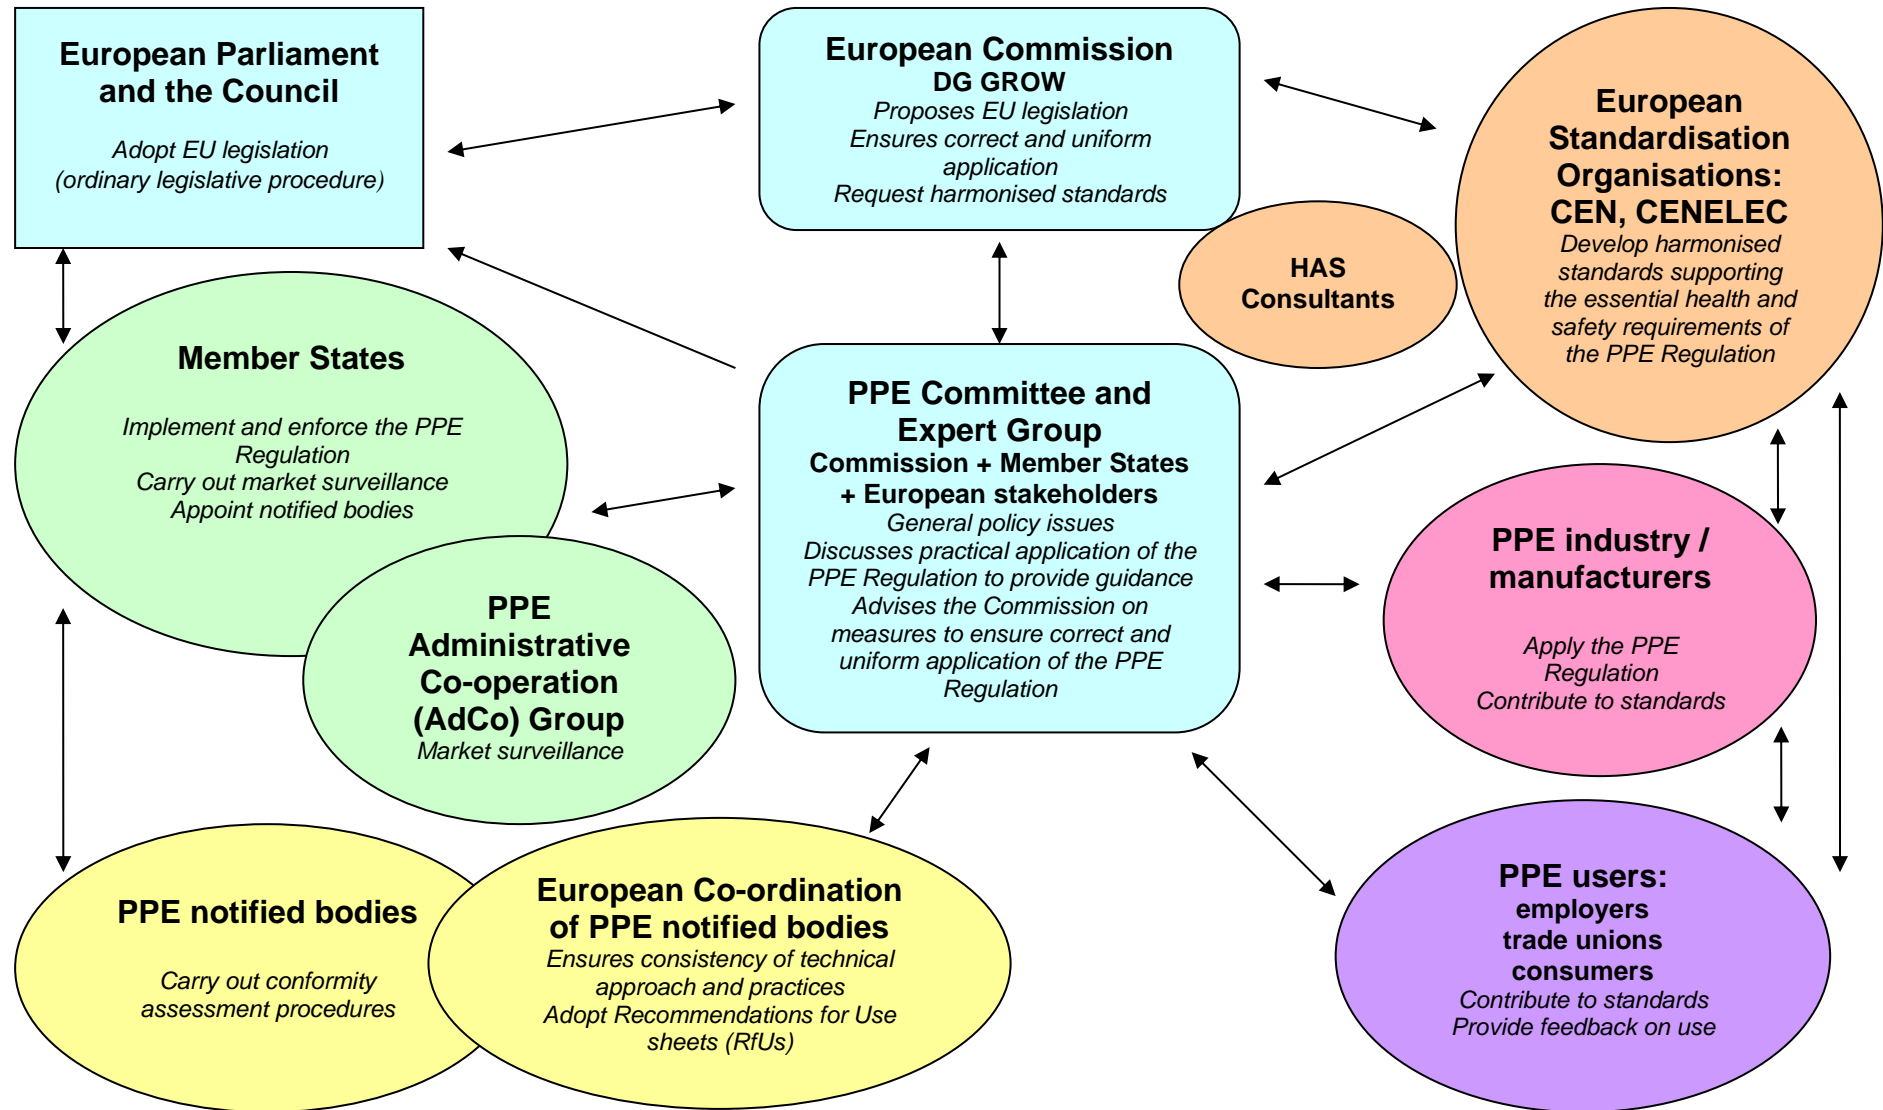 European Parliament
and the Council
Adopt EU legislation
(ordinary legislative procedure)
European Commission
DG GROW
Proposes EU legislation
Ensures correct and uniform
application
Request harmonised standards
European
Standardisation
Organisations:
CEN, CENELEC
Develop harmonised
standards supporting
the essential health and
safety requirements of
the PPE Regulation
HAS
Consultants
Member States
Implement and enforce the PPE
Regulation
Carry out market surveillance
Appoint notified bodies
PPE Committee and
Expert Group
Commission + Member States
+ European stakeholders
General policy issues
Discusses practical application of the
PPE Regulation to provide guidance
Advises the Commission on
measures to ensure correct and
uniform application of the PPE
Regulation
PPE industry /
manufacturers
Apply the PPE
Regulation
Contribute to standards
PPE
Administrative
Co-operation
(AdCo) Group
Market surveillance
PPE notified bodies
Carry out conformity
assessment procedures
European Co-ordination
of PPE notified bodies
Ensures consistency of technical
approach and practices
Adopt Recommendations for Use
sheets (RfUs)
PPE users:
employers
trade unions
consumers
Contribute to standards
Provide feedback on use